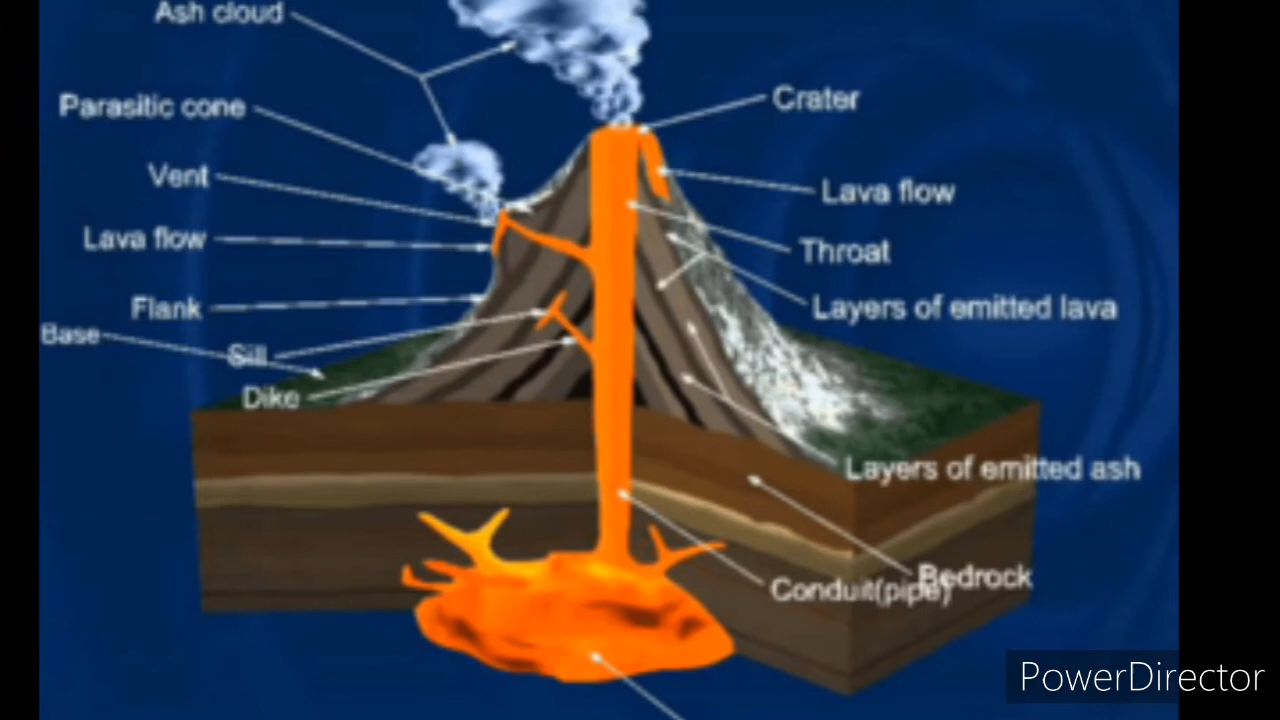 Ash cloud
Parasitic cone
Crater
Vent
Lava flow
Lava flow
Throat
Flank
Layers of emitted lava
Base
Sill
Dike
Layers of emitted ash
Bedrock
Conduit(pipe)
PowerDirector